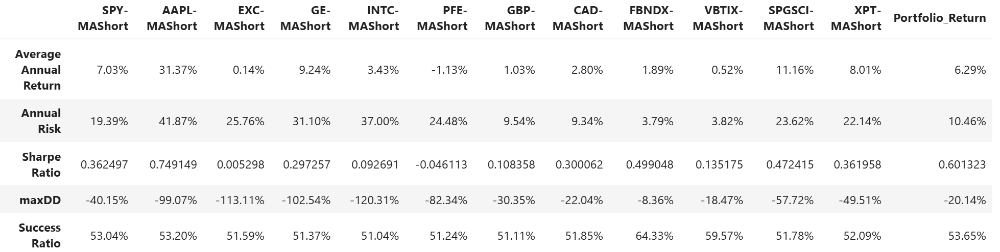 SPY- AAPL- EXC- GE- INTC- PFE- GBP- CAD- FBNDX- VBTIX- SPGSCI- XPT- Portfolio_Return
MAShort MAShort MAShort MAShort MAShort MAShort MAShort MAShort MAShort MAShort MAShort MAShort
Average
Annual 7.03% 31.37% 0.14% 9.24% 3.43% -1.13% 1.03% 2.80% 1.89% 0.52% 11.16% 8.01% 6.29%
Return
Annual
Risk 19.39% 41.87% 25.76% 31.10% 37.00% 24.48% 9.54% 9.34% 3.79% 3.82% 23.62% 22.14% 10.46%
Sharpe
Ratio 0.362497 0.749149 0.005298 0.297257 0.092691 -0.046113 0.108358 0.300062 0.499048 0.135175 0.472415 0.361958 0.601323
maxDD -40.15% -99.07% -113.11% -102.54% -120.31% -82.34% -30.35% -22.04% -8.36% -18.47% -57.72% -49.51% -20.14%
Success
Ratio 53.04% 53.20% 51.59% 51.37% 51.04% 51.24% 51.11% 51.85% 64.33% 59.57% 51.78% 52.09% 53.65%